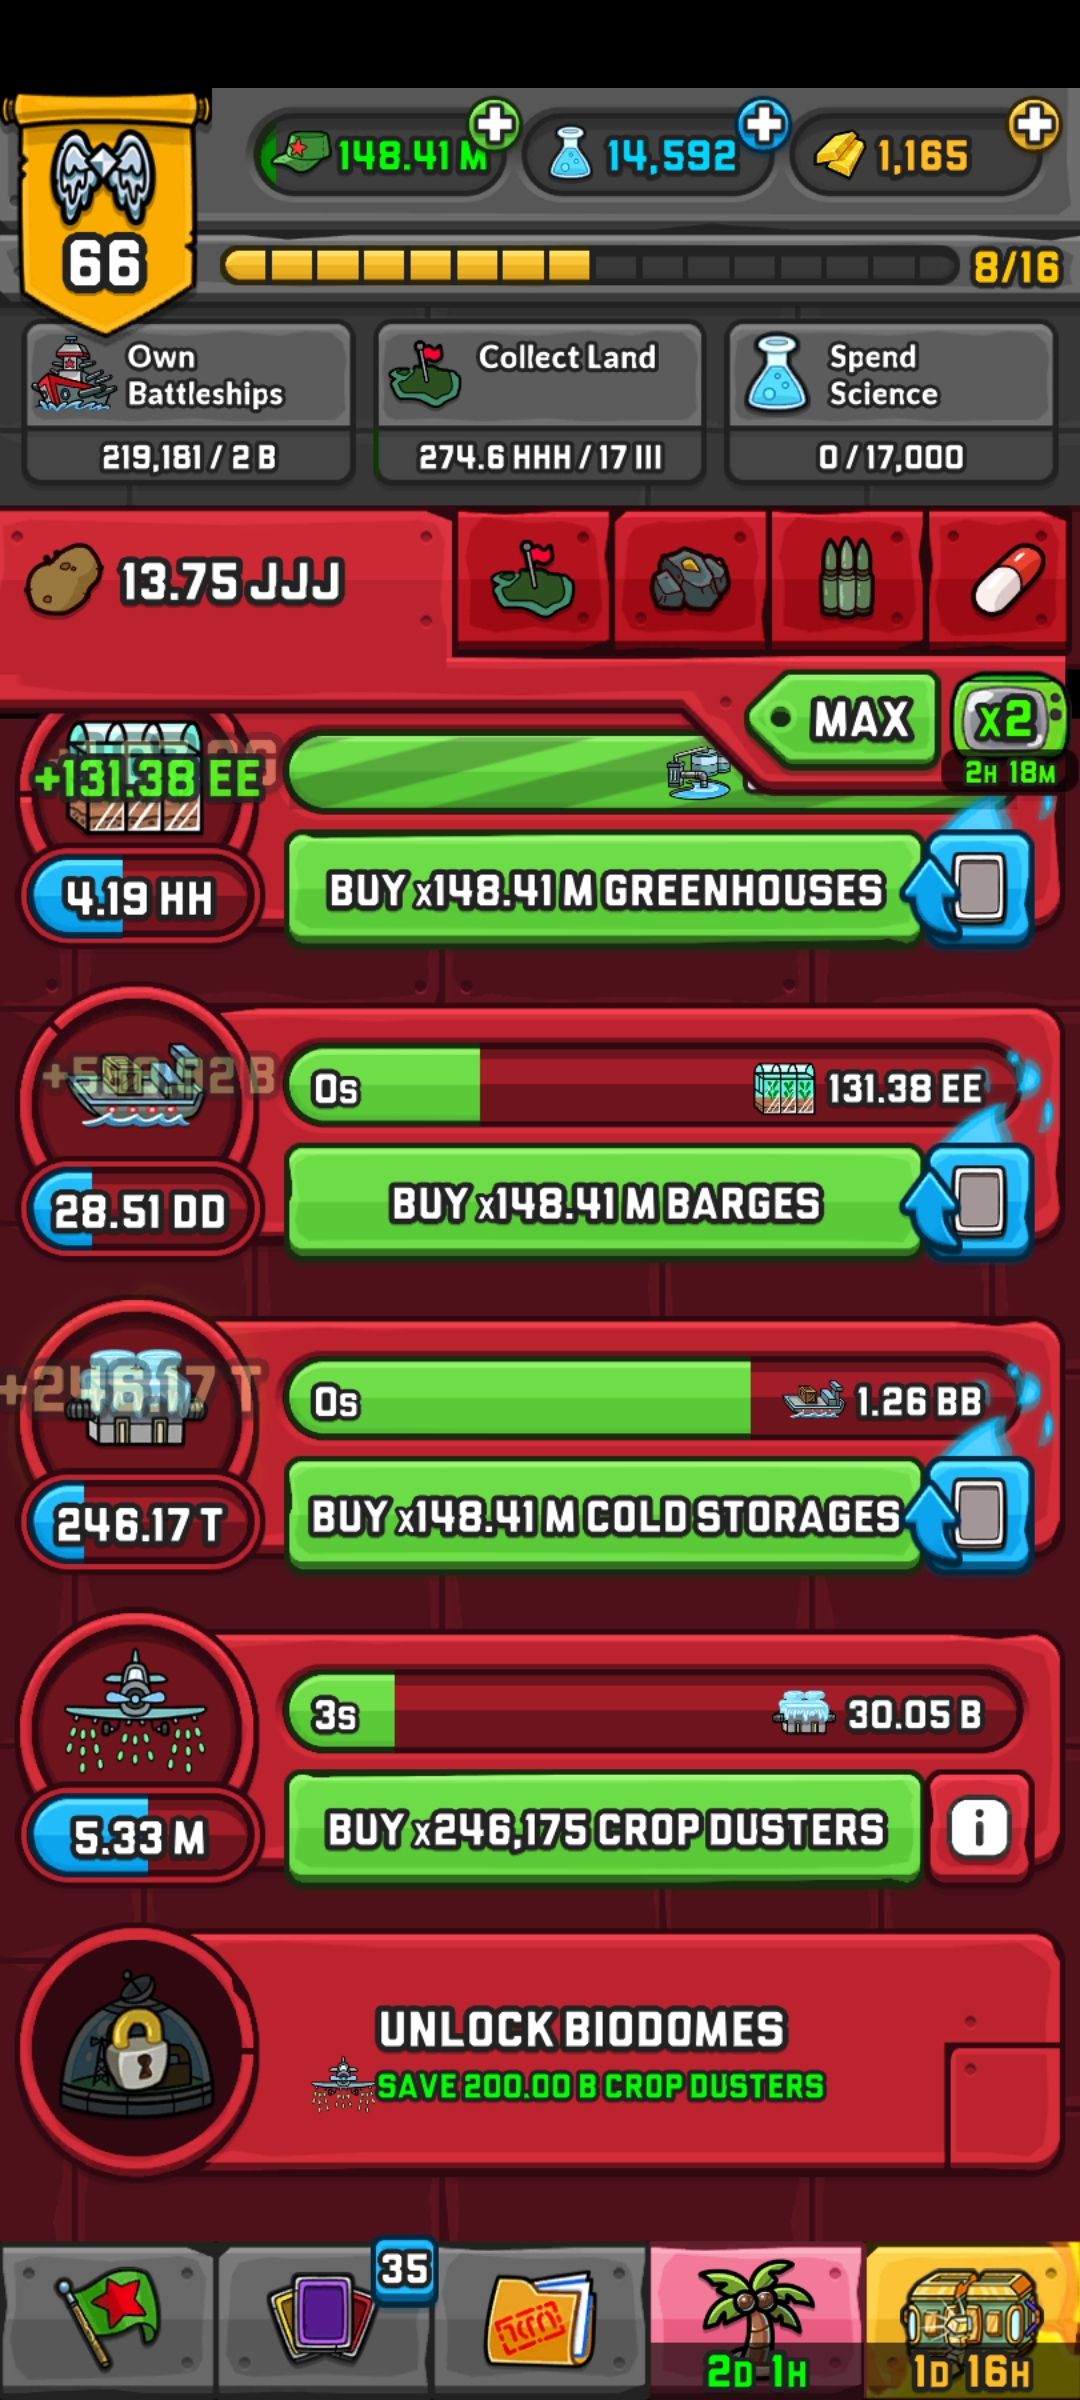 148.41 M
14,592
1,165
66
8/16
Own
Battleships
219,181 / 2 B
Collect Land
274.6 HHH / 17 III
Spend
Science
0 / 17,000
13.75 JJJ
MAX
x2
2H 18M
+131.38 EE
4.19 HH
BUY x148.41 M GREENHOUSES
0s
131.38 EE
28.51 DD
BUY x148.41 M BARGES
+246.17 T
0s
1.26 BB
246.17 T
BUY x148.41 M COLD STORAGES
3s
30.05 B
5.33 M
BUY x246,175 CROP DUSTERS
i
UNLOCK BIODOMES
SAVE 200.00 B CROP DUSTERS
35
2D 1H
1D 16H